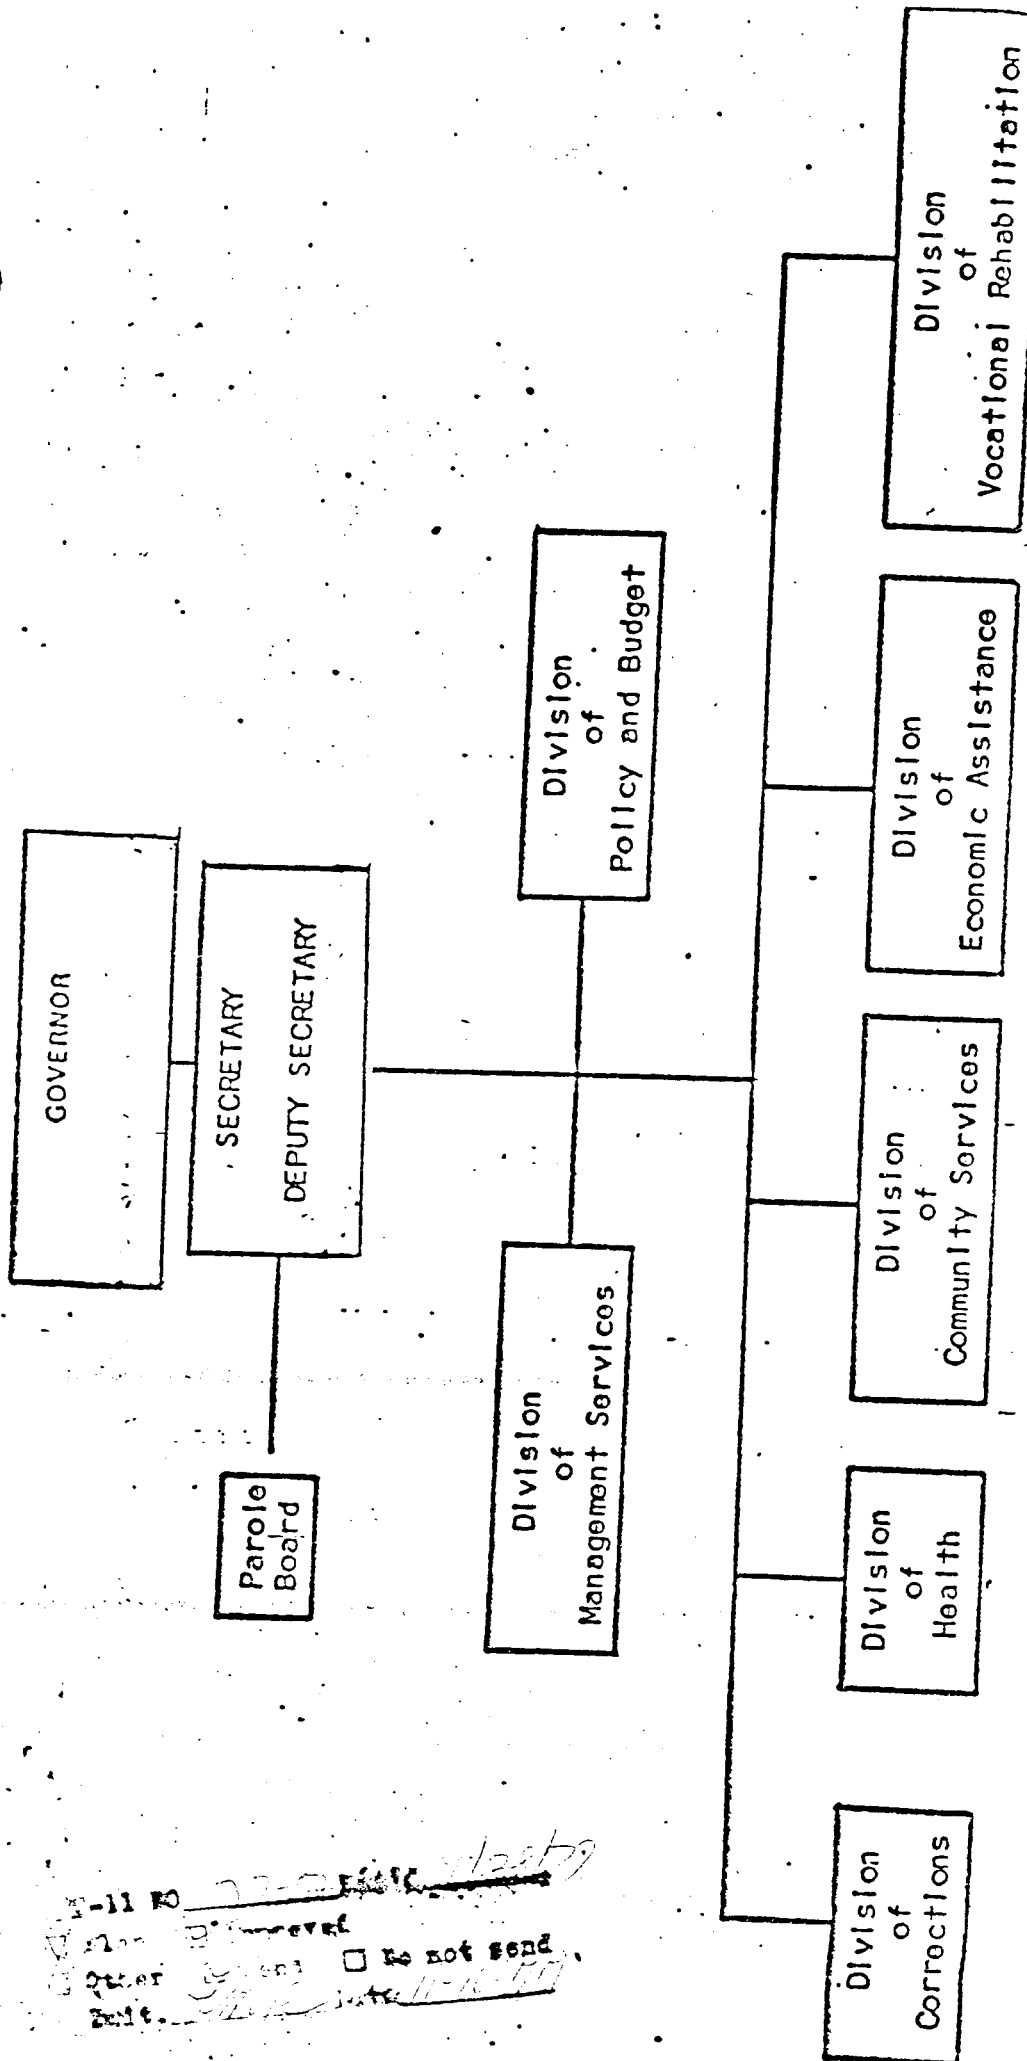 GOVERNOR
SECRETARY
DEPUTY SECRETARY
Parole
Board
Division
of
Management Services
Division
of
Policy and Budget
Division
of
Corrections
Division
of
Health
Division
of
Community Services
Division
of
Economic Assistance
Division
of
Vocational Rehabilitation
Other
□ Do not send